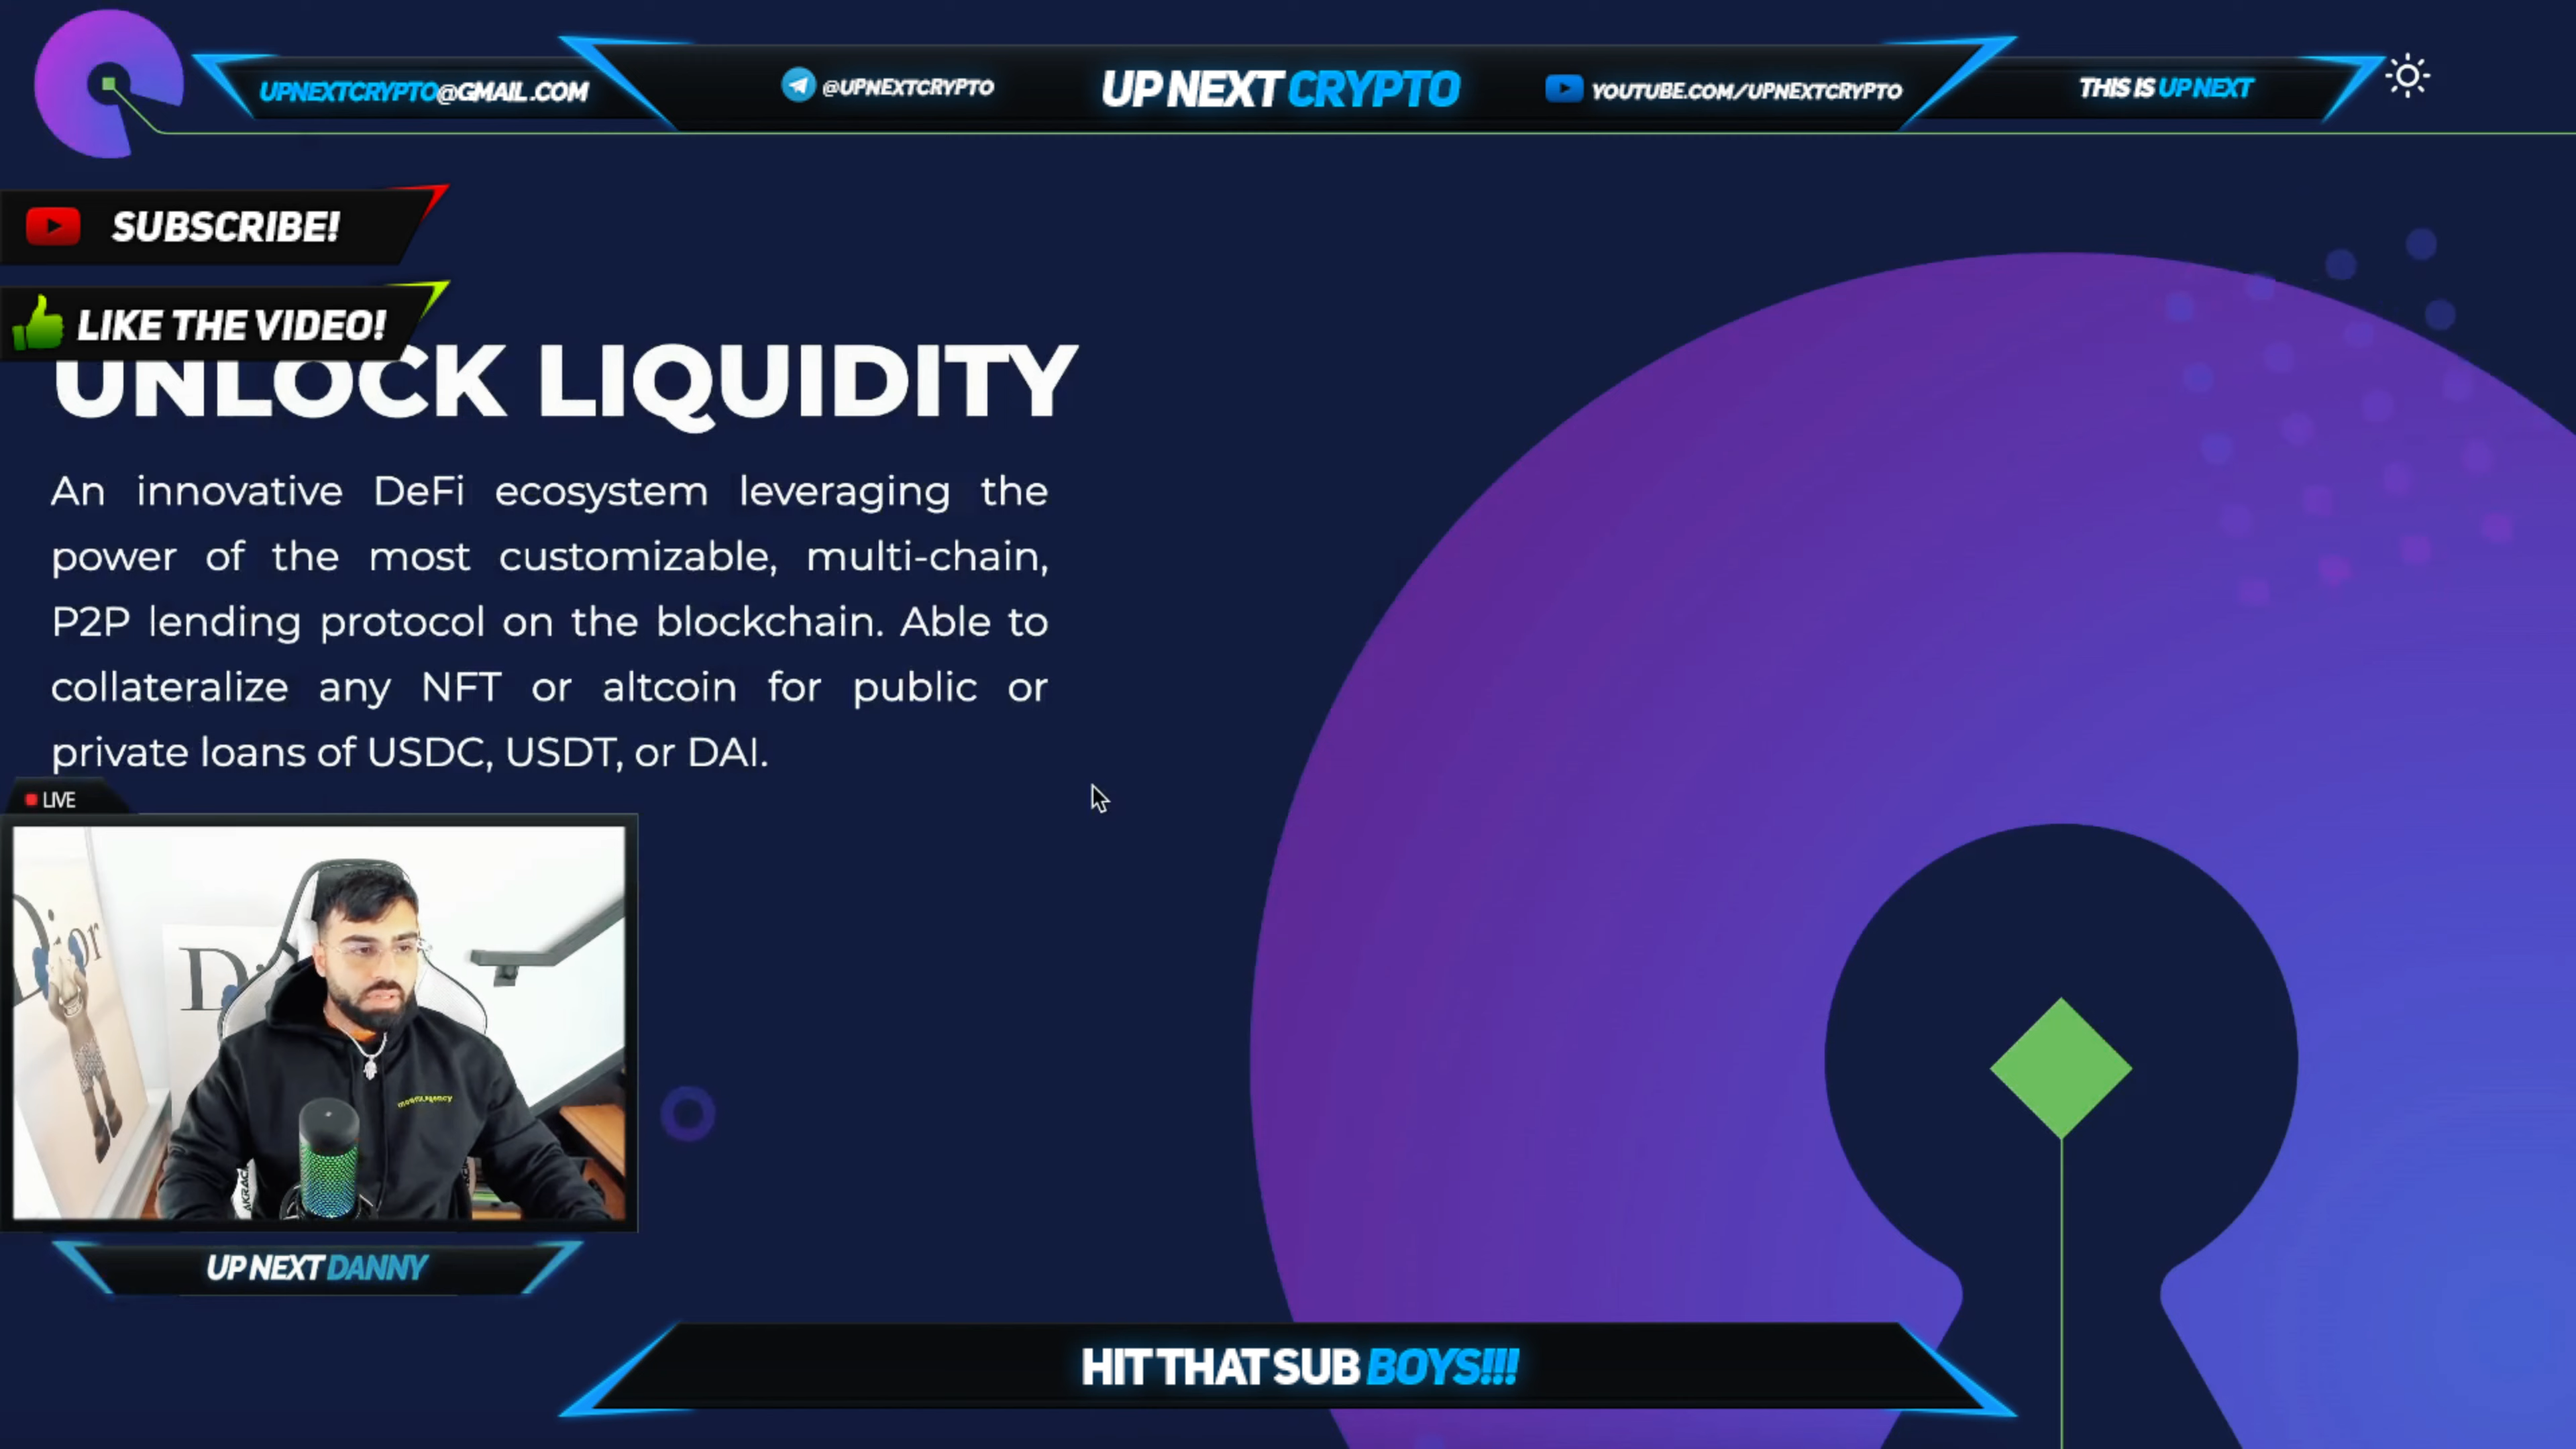 UPNEXTCRYPTO@GMAIL.COM
@UPNEXTCRYPTO
UP NEXT CRYPTO
YOUTUBE.COM/UPNEXTCRYPTO
THIS IS UP NEXT
SUBSCRIBE!
LIKE THE VIDEO!
UNLOCK LIQUIDITY
An innovative DeFi ecosystem leveraging the
power of the most customizable, multi-chain,
P2P lending protocol on the blockchain. Able to
collateralize any NFT or altcoin for public or
private loans of USDC, USDT, or DAI.
LIVE
Dior
UP NEXT DANNY
HIT THAT SUB BOYS!!!